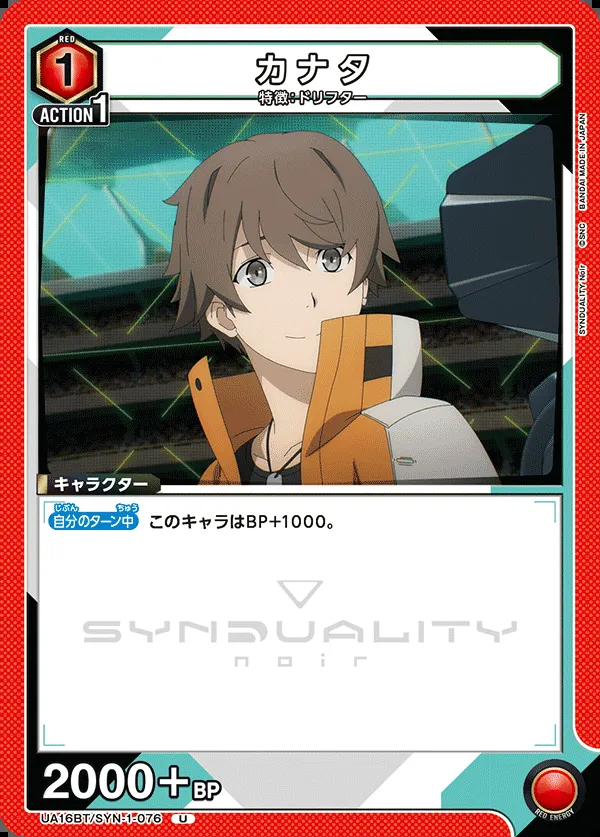 RED
1
ACTION 1
カナタ
特徴:ドリフター
SYNDUALITY Noir ©SNC BANDAI MADE IN JAPAN
キャラクター
じぶん ちゅう
自分のターン中 このキャラはBP+1000。
SYNDUALITY
noir
2000+BP
UA16BT/SYN-1-076 U
RED ENERGY